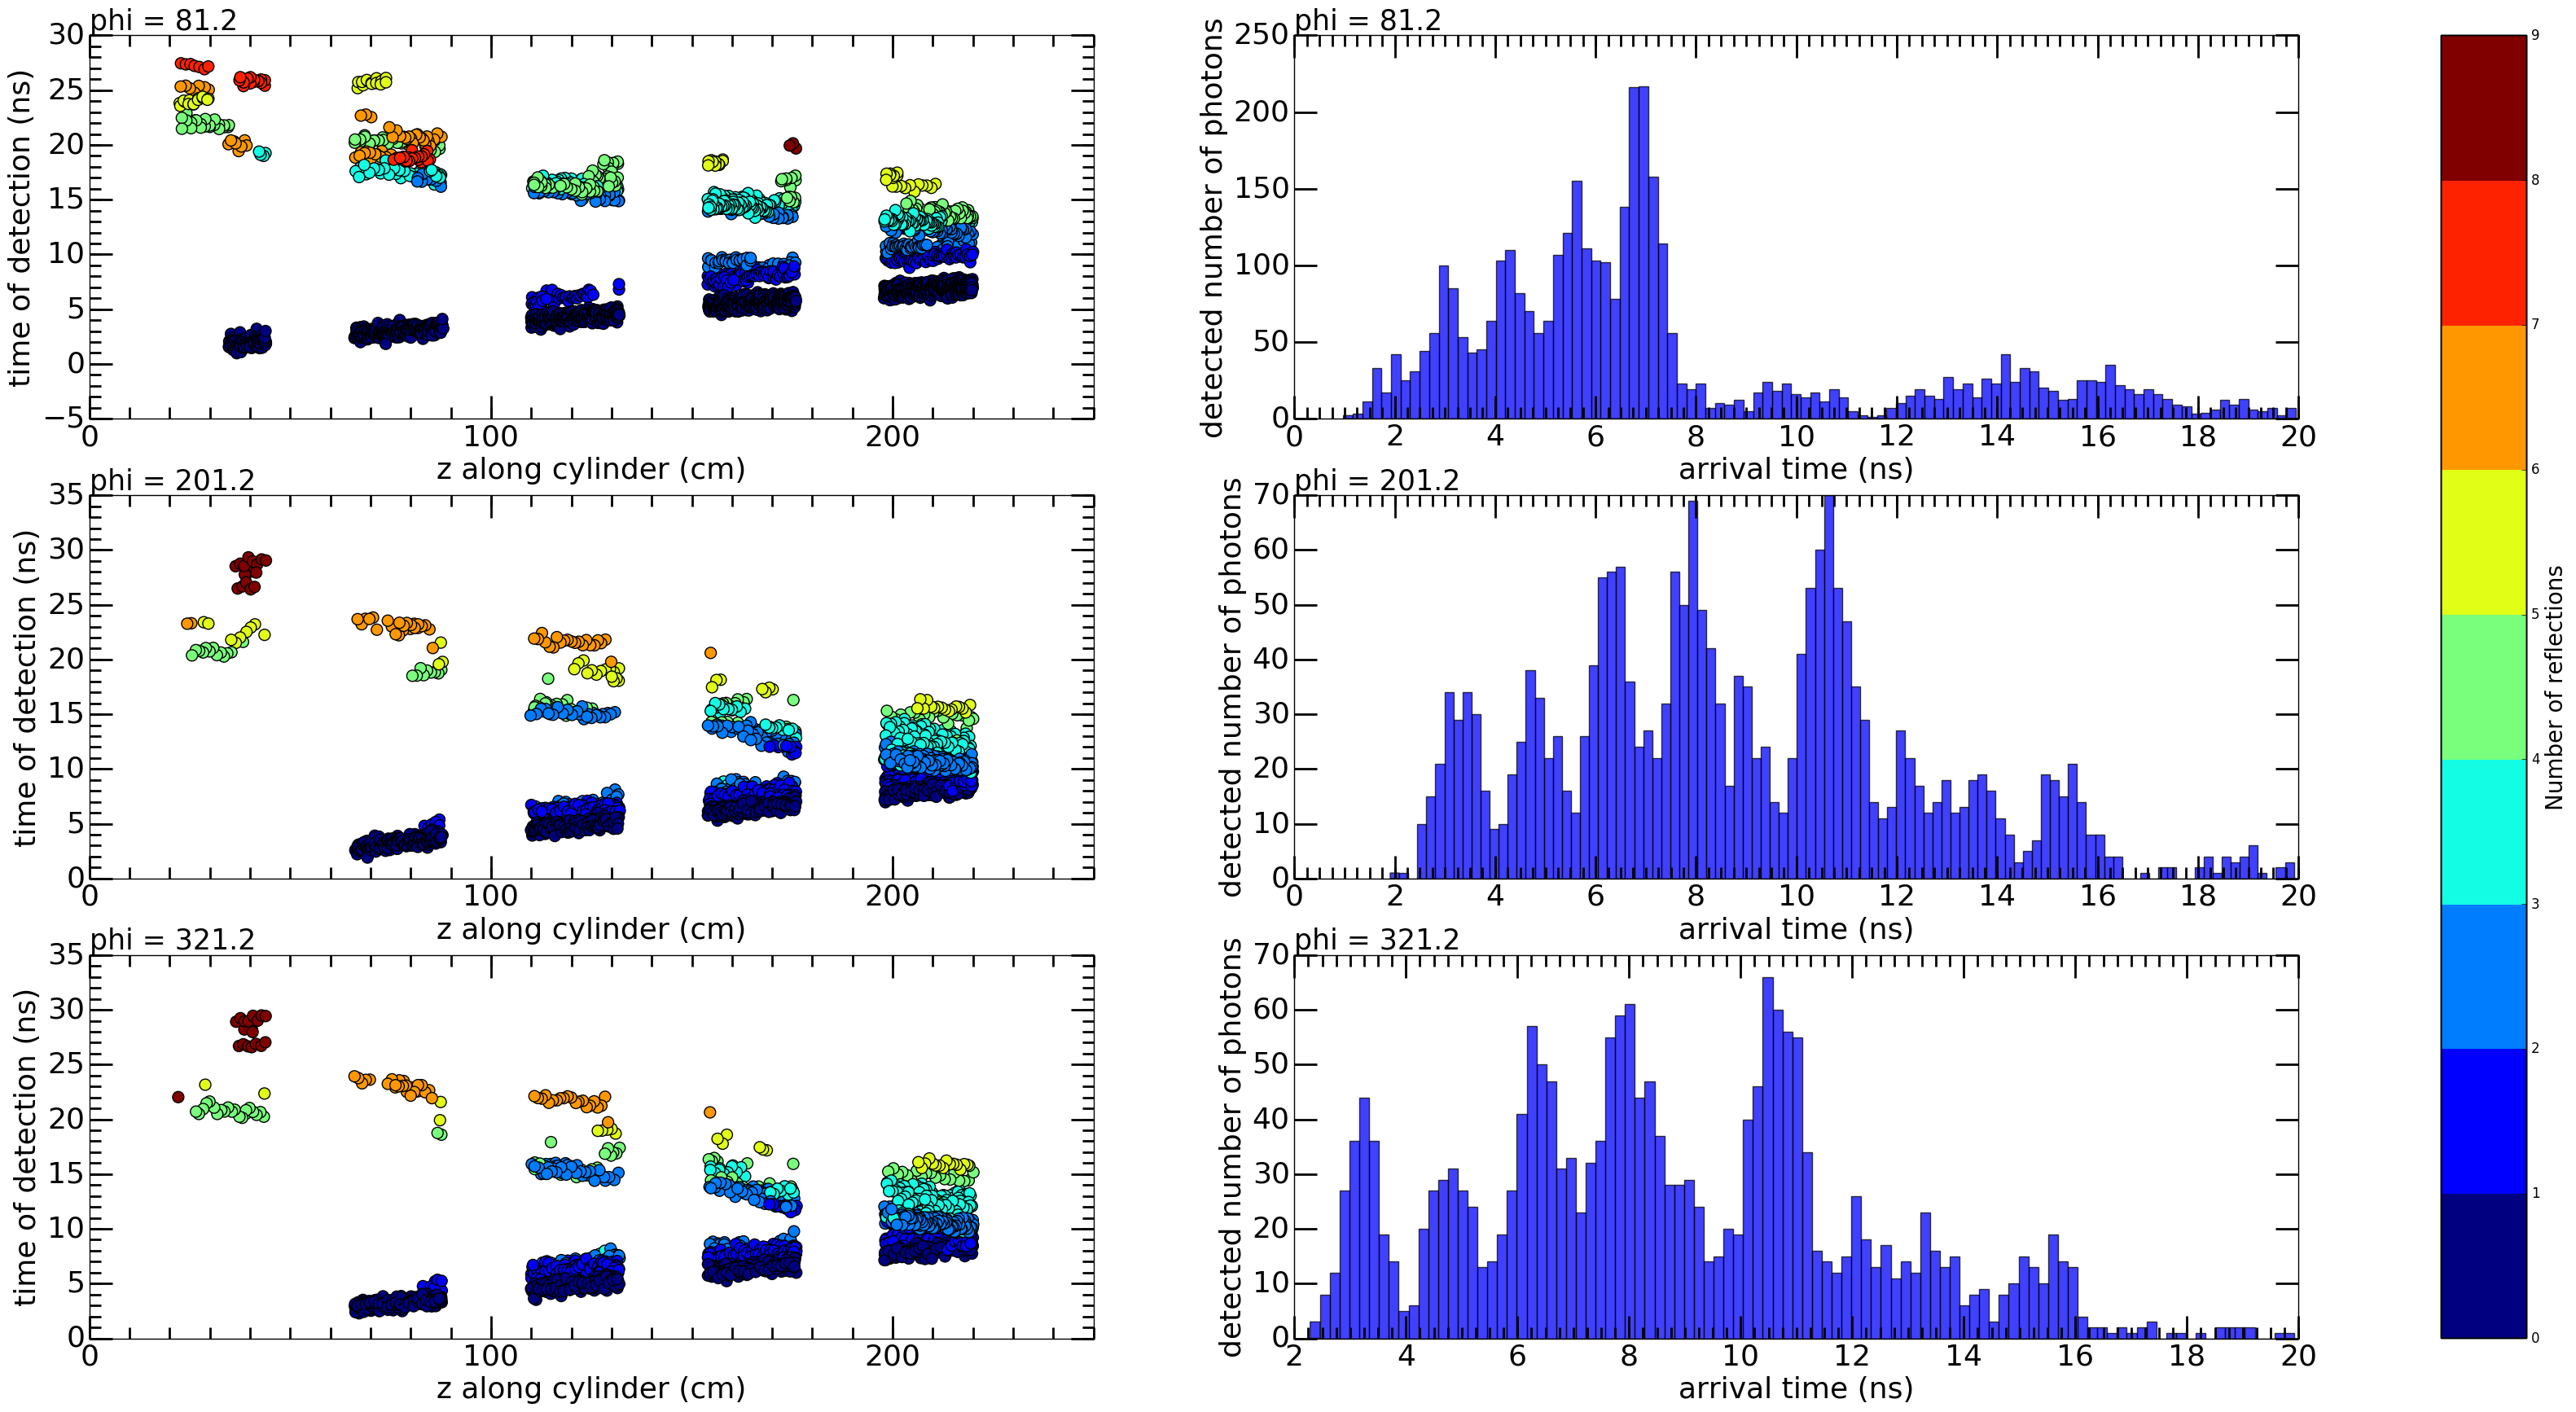 phi = 81.2
30
25
20
15
10
5
0
−5
time of detection (ns)
0 100 200
z along cylinder (cm)
phi = 81.2
250
200
150
100
50
0
detected number of photons
0 2 4 6 8 10 12 14 16 18 20
arrival time (ns)
phi = 201.2
35
30
25
20
15
10
5
0
time of detection (ns)
0 100 200
z along cylinder (cm)
phi = 201.2
70
60
50
40
30
20
10
0
detected number of photons
0 2 4 6 8 10 12 14 16 18 20
arrival time (ns)
phi = 321.2
35
30
25
20
15
10
5
0
time of detection (ns)
0 100 200
z along cylinder (cm)
phi = 321.2
70
60
50
40
30
20
10
0
detected number of photons
2 4 6 8 10 12 14 16 18 20
arrival time (ns)
9
8
7
6
5
4
3
2
1
0
Number of reflections